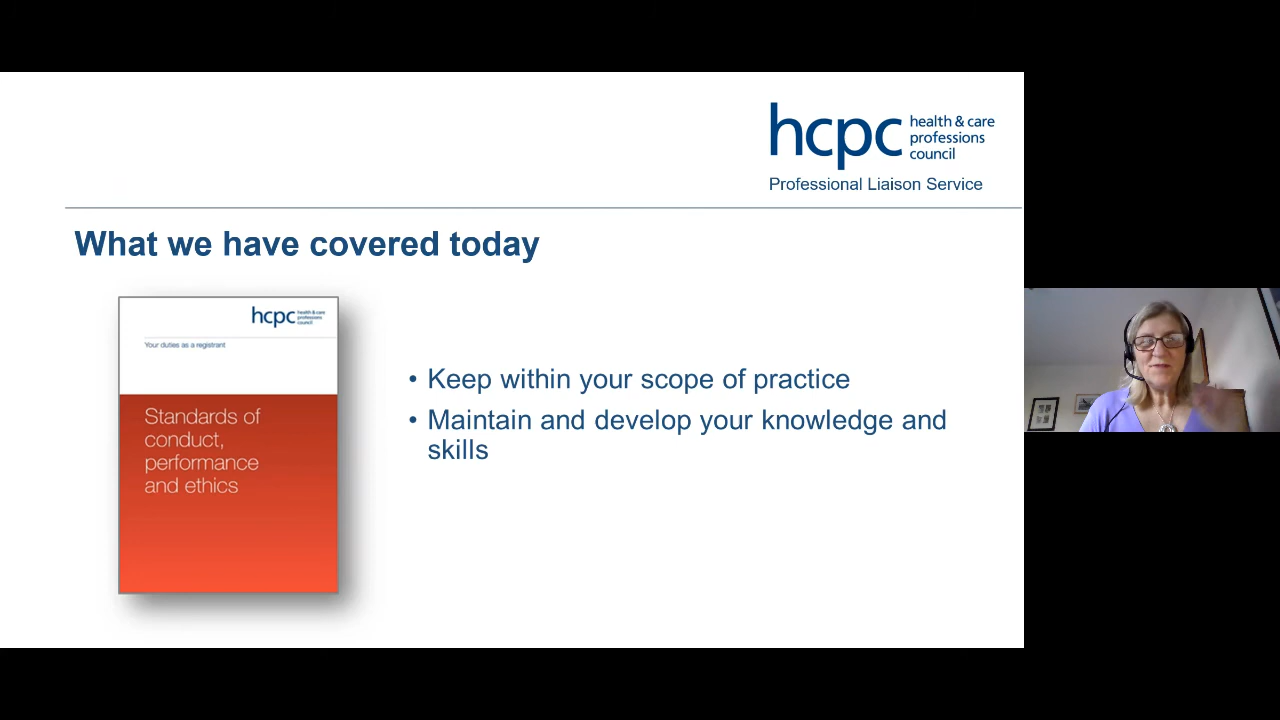 hcpc
health & care
professions
council
Professional Liaison Service
What we have covered today
hcpc
health & care
professions
council
Your duties as a registrant
Standards of
conduct,
performance
and ethics
• Keep within your scope of practice
• Maintain and develop your knowledge and
skills